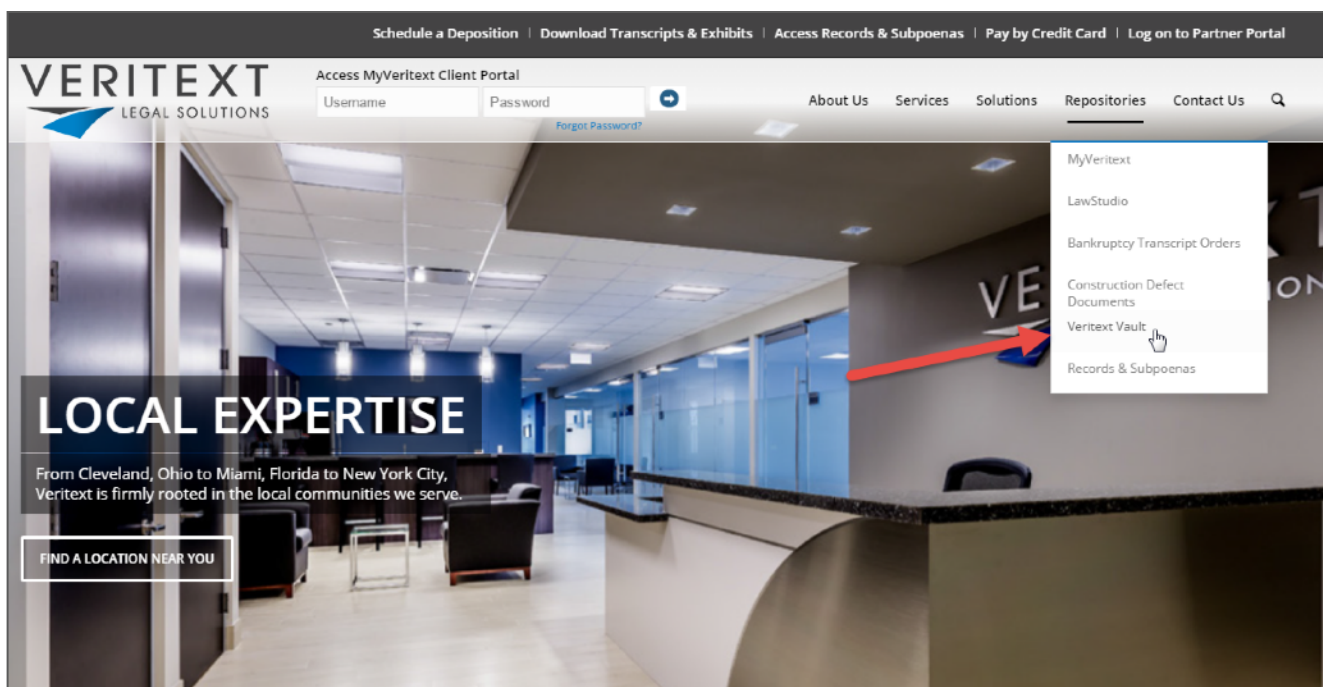 Schedule a Deposition | Download Transcripts & Exhibits | Access Records & Subpoenas | Pay by Credit Card | Log on to Partner Portal
VERITEXT
LEGAL SOLUTIONS
Access MyVeritext Client Portal
Username Password
Forgot Password?
About Us Services Solutions Repositories Contact Us
MyVeritext
LawStudio
Bankruptcy Transcript Orders
Construction Defect
Documents
Veritext Vault
Records & Subpoenas
VE XT
ION
LOCAL EXPERTISE
From Cleveland, Ohio to Miami, Florida to New York City,
Veritext is firmly rooted in the local communities we serve.
FIND A LOCATION NEAR YOU